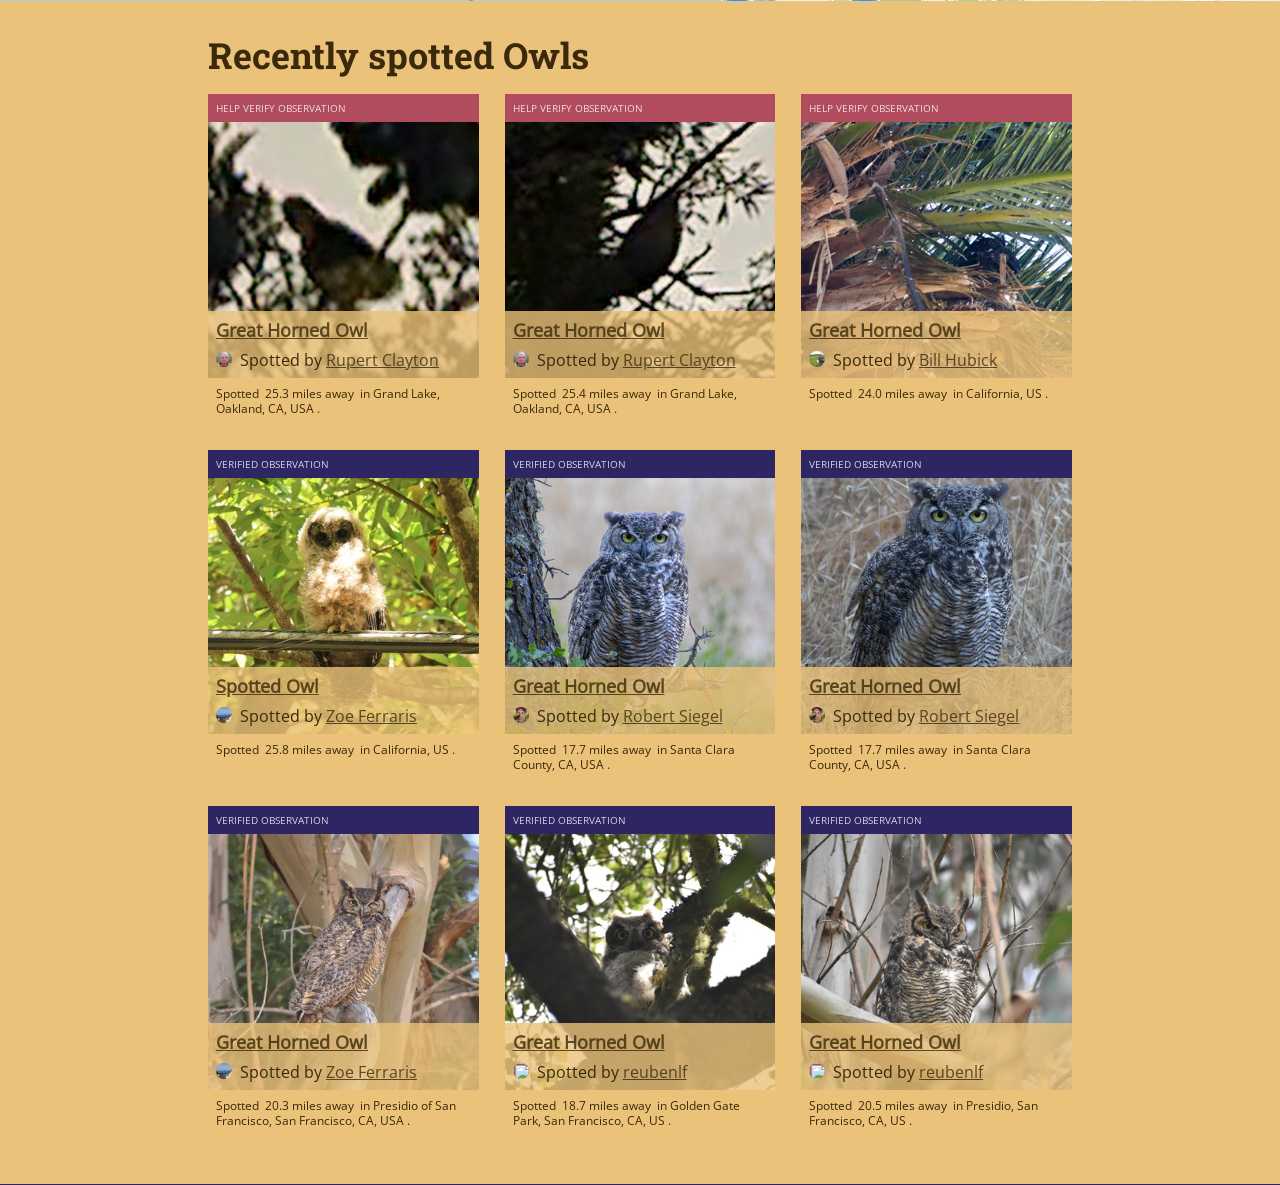 Recently spotted Owls
HELP VERIFY OBSERVATION
Great Horned Owl
Spotted by Rupert Clayton
Spotted 25.3 miles away in Grand Lake,
Oakland, CA, USA .
HELP VERIFY OBSERVATION
Great Horned Owl
Spotted by Rupert Clayton
Spotted 25.4 miles away in Grand Lake,
Oakland, CA, USA .
HELP VERIFY OBSERVATION
Great Horned Owl
Spotted by Bill Hubick
Spotted 24.0 miles away in California, US .
VERIFIED OBSERVATION
Spotted Owl
Spotted by Zoe Ferraris
Spotted 25.8 miles away in California, US .
VERIFIED OBSERVATION
Great Horned Owl
Spotted by Robert Siegel
Spotted 17.7 miles away in Santa Clara
County, CA, USA .
VERIFIED OBSERVATION
Great Horned Owl
Spotted by Robert Siegel
Spotted 17.7 miles away in Santa Clara
County, CA, USA .
VERIFIED OBSERVATION
Great Horned Owl
Spotted by Zoe Ferraris
Spotted 20.3 miles away in Presidio of San
Francisco, San Francisco, CA, USA .
VERIFIED OBSERVATION
Great Horned Owl
Spotted by reubenlf
Spotted 18.7 miles away in Golden Gate
Park, San Francisco, CA, US .
VERIFIED OBSERVATION
Great Horned Owl
Spotted by reubenlf
Spotted 20.5 miles away in Presidio, San
Francisco, CA, US .